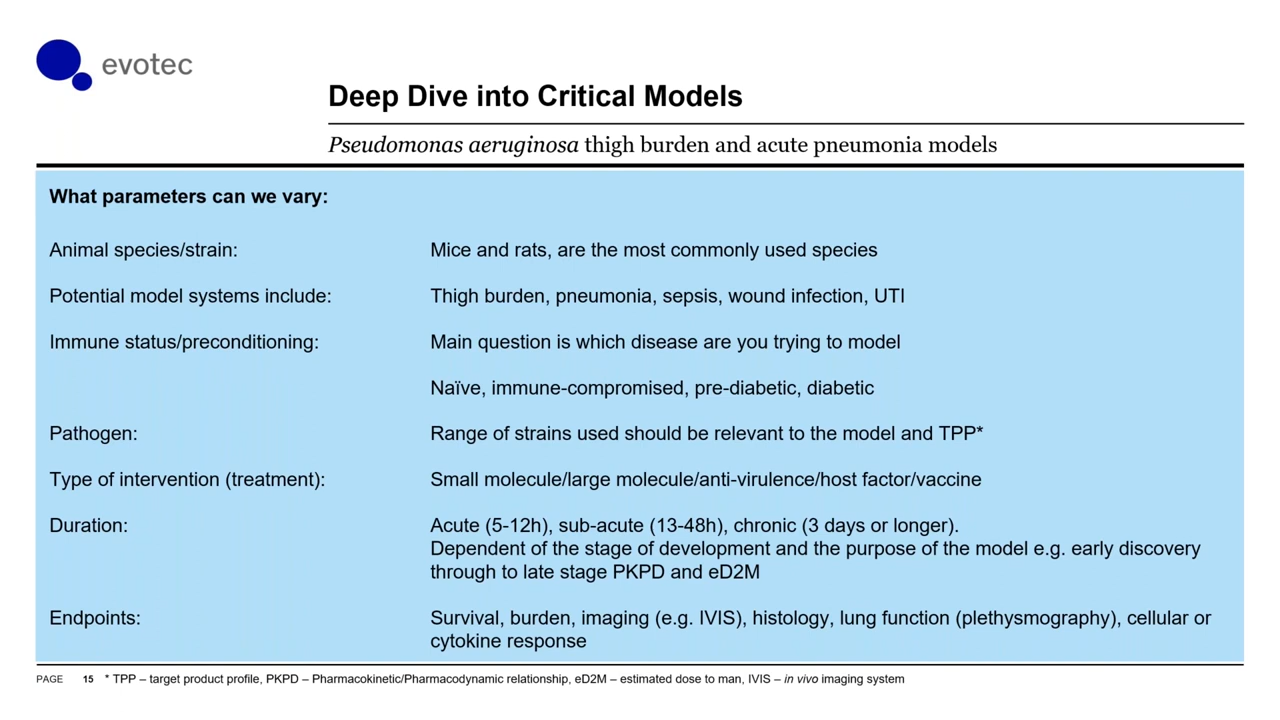 evotec
Deep Dive into Critical Models
Pseudomonas aeruginosa thigh burden and acute pneumonia models
What parameters can we vary:
Animal species/strain: Mice and rats, are the most commonly used species
Potential model systems include: Thigh burden, pneumonia, sepsis, wound infection, UTI
Immune status/preconditioning: Main question is which disease are you trying to model
Naïve, immune-compromised, pre-diabetic, diabetic
Pathogen: Range of strains used should be relevant to the model and TPP*
Type of intervention (treatment): Small molecule/large molecule/anti-virulence/host factor/vaccine
Duration: Acute (5-12h), sub-acute (13-48h), chronic (3 days or longer).
Dependent of the stage of development and the purpose of the model e.g. early discovery
through to late stage PKPD and eD2M
Endpoints: Survival, burden, imaging (e.g. IVIS), histology, lung function (plethysmography), cellular or
cytokine response
PAGE 15 * TPP – target product profile, PKPD – Pharmacokinetic/Pharmacodynamic relationship, eD2M – estimated dose to man, IVIS – in vivo imaging system